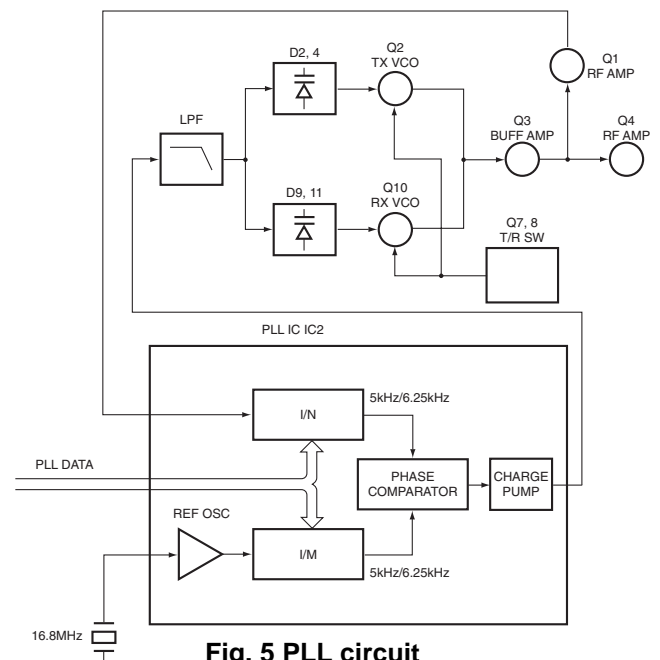 D2, 4
Q2
TX VCO
Q1
RF AMP
LPF
Q3
BUFF AMP
Q4
RF AMP
D9, 11
Q10
RX VCO
Q7, 8
T/R SW
PLL IC IC2
I/N
5kHz/6.25kHz
PLL DATA
PHASE
COMPARATOR
CHARGE
PUMP
REF OSC
I/M
5kHz/6.25kHz
16.8MHz
Fig. 5 PLL circuit